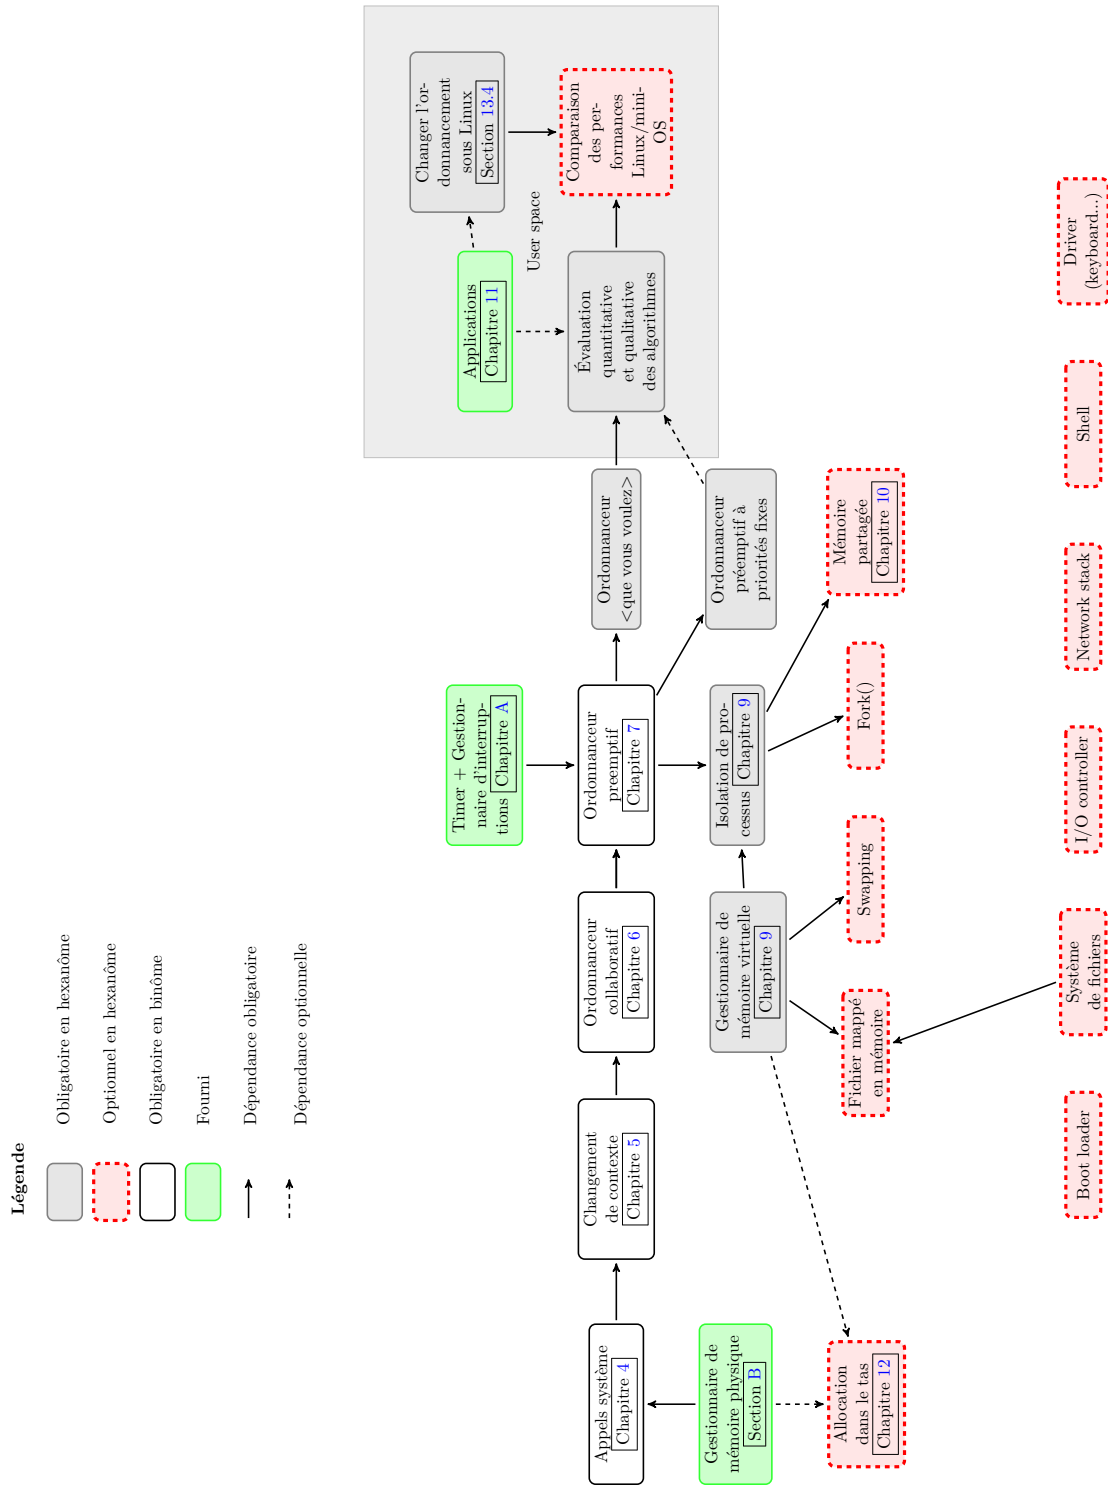 Légende
Obligatoire en hexanôme
Optionnel en hexanôme
Obligatoire en binôme
Fourni
Dépendance obligatoire
Dépendance optionnelle
Timer + Gestion-
naire d'interrup-
tions Chapitre A
Applications
Chapitre 11
Changer l'or-
donnancement
sous Linux
Section 13.4
User space
Appels système
Chapitre 4
Changement
de contexte
Chapitre 5
Ordonnanceur
collaboratif
Chapitre 6
Ordonnanceur
preemptif
Chapitre 7
Ordonnanceur
<que vous voulez>
Évaluation
quantitative
et qualitative
des algorithmes
Comparaison
des per-
formances
Linux/mini-
OS
Gestionnaire de
mémoire physique
Section B
Gestionnaire de
mémoire virtuelle
Chapitre 9
Isolation de pro-
cessus Chapitre 9
Ordonnanceur
préemptif à
priorités fixes
Allocation
dans le tas
Chapitre 12
Fichier mappé
en mémoire
Swapping
Fork()
Mémoire
partagée
Chapitre 10
Boot loader
Système
de fichiers
I/O controller
Network stack
Shell
Driver
(keyboard...)